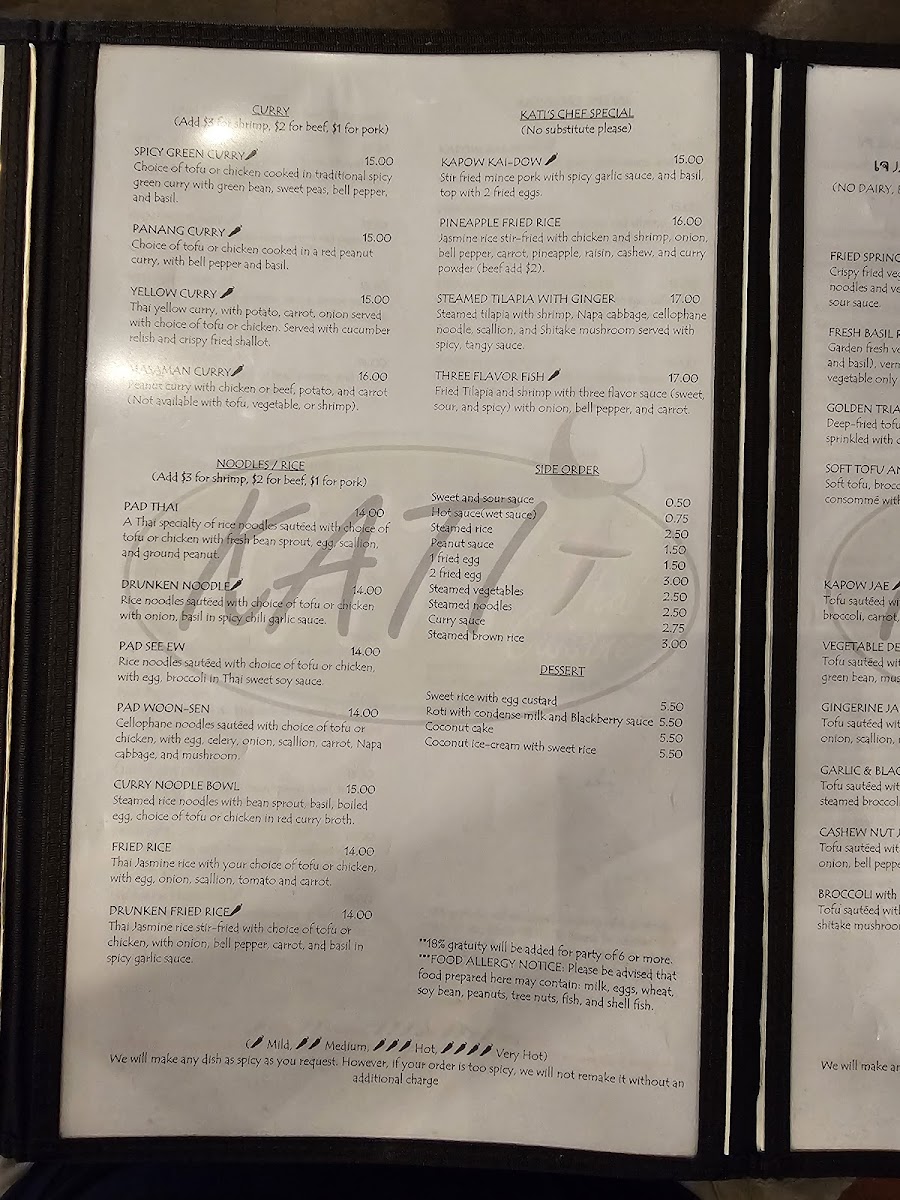 CURRY
(Add $3 for shrimp, $2 for beef, $1 for pork)
SPICY GREEN CURRY 15.00
Choice of tofu or chicken cooked in traditional spicy
green curry with green bean, sweet peas, bell pepper,
and basil.
PANANG CURRY 15.00
Choice of tofu or chicken cooked in a red peanut
curry, with bell pepper and basil.
YELLOW CURRY 15.00
Thai yellow curry, with potato, carrot, onion served
with choice of tofu or chicken. Served with cucumber
relish and crispy fried shallot.
MASAMAN CURRY 16.00
Peanut curry with chicken or beef, potato, and carrot
(Not available with tofu, vegetable, or shrimp).
NOODLES / RICE
(Add $3 for shrimp, $2 for beef, $1 for pork)
PAD THAI 14.00
A Thai specialty of rice noodles sautéed with choice of
tofu or chicken with fresh bean sprout, egg, scallion,
and ground peanut.
DRUNKEN NOODLE 14.00
Rice noodles sautéed with choice of tofu or chicken
with onion, basil in spicy chili garlic sauce.
PAD SEE EW 14.00
Rice noodles sautéed with choice of tofu or chicken,
with egg, broccoli in Thai sweet soy sauce.
PAD WOON-SEN 14.00
Cellophane noodles sautéed with choice of tofu or
chicken, with egg, celery, onion, scallion, carrot, Napa
cabbage, and mushroom.
CURRY NOODLE BOWL 15.00
Steamed rice noodles with bean sprout, basil, boiled
egg, choice of tofu or chicken in red curry broth.
FRIED RICE 14.00
Thai Jasmine rice with your choice of tofu or chicken,
with egg, onion, scallion, tomato and carrot.
DRUNKEN FRIED RICE 14.00
Thai Jasmine rice stir-fried with choice of tofu or
chicken, with onion, bell pepper, carrot, and basil in
spicy garlic sauce.
KATI'S CHEF SPECIAL
(No substitute please)
KAPOW KAI-DOW 15.00
Stir fried mince pork with spicy garlic sauce, and basil,
top with 2 fried eggs.
PINEAPPLE FRIED RICE 16.00
Jasmine rice stir-fried with chicken and shrimp, onion,
bell pepper, carrot, pineapple, raisin, cashew, and curry
powder (beef add $2).
STEAMED TILAPIA WITH GINGER 17.00
Steamed tilapia with shrimp, Napa cabbage, cellophane
noodle, scallion, and Shitake mushroom served with
spicy, tangy sauce.
THREE FLAVOR FISH 17.00
Fried Tilapia and shrimp with three flavor sauce (sweet,
sour, and spicy) with onion, bell pepper, and carrot.
SIDE ORDER
Sweet and sour sauce 0.50
Hot sauce(wet sauce) 0.75
Steamed rice 2.50
Peanut sauce 1.50
1 fried egg 1.50
2 fried egg 3.00
Steamed vegetables 2.50
Steamed noodles 2.50
Curry sauce 2.75
Steamed brown rice 3.00
DESSERT
Sweet rice with egg custard 5.50
Roti with condense milk and Blackberry sauce 5.50
Coconut cake 5.50
Coconut ice-cream with sweet rice 5.50
**18% gratuity will be added for party of 6 or more.
***FOOD ALLERGY NOTICE: Please be advised that
food prepared here may contain: milk, eggs, wheat,
soy bean, peanuts, tree nuts, fish, and shell fish.
( Mild, Medium, Hot, Very Hot)
We will make any dish as spicy as you request. However, if your order is too spicy, we will not remake it without an
additional charge
KATI
(NO DAIRY,
FRIED SPRING
Crispy fried
noodles and
sour sauce
FRESH BASIL
Garden fresh
and basil),
vegetable only
GOLDEN
Deep-fried tofu
sprinkled with
SOFT TOFU
Soft tofu,
consommé with
KAPOW JAE
Tofu sautéed
broccoli, carrot,
VEGETABLE
Tofu sautéed
green bean,
GINGERINE
Tofu sautéed
onion, scallion,
GARLIC &
Tofu sautéed
steamed broccoli
CASHEW NUT
Tofu sautéed
onion, bell
BROCCOLI with
Tofu sautéed
shitake
We will make